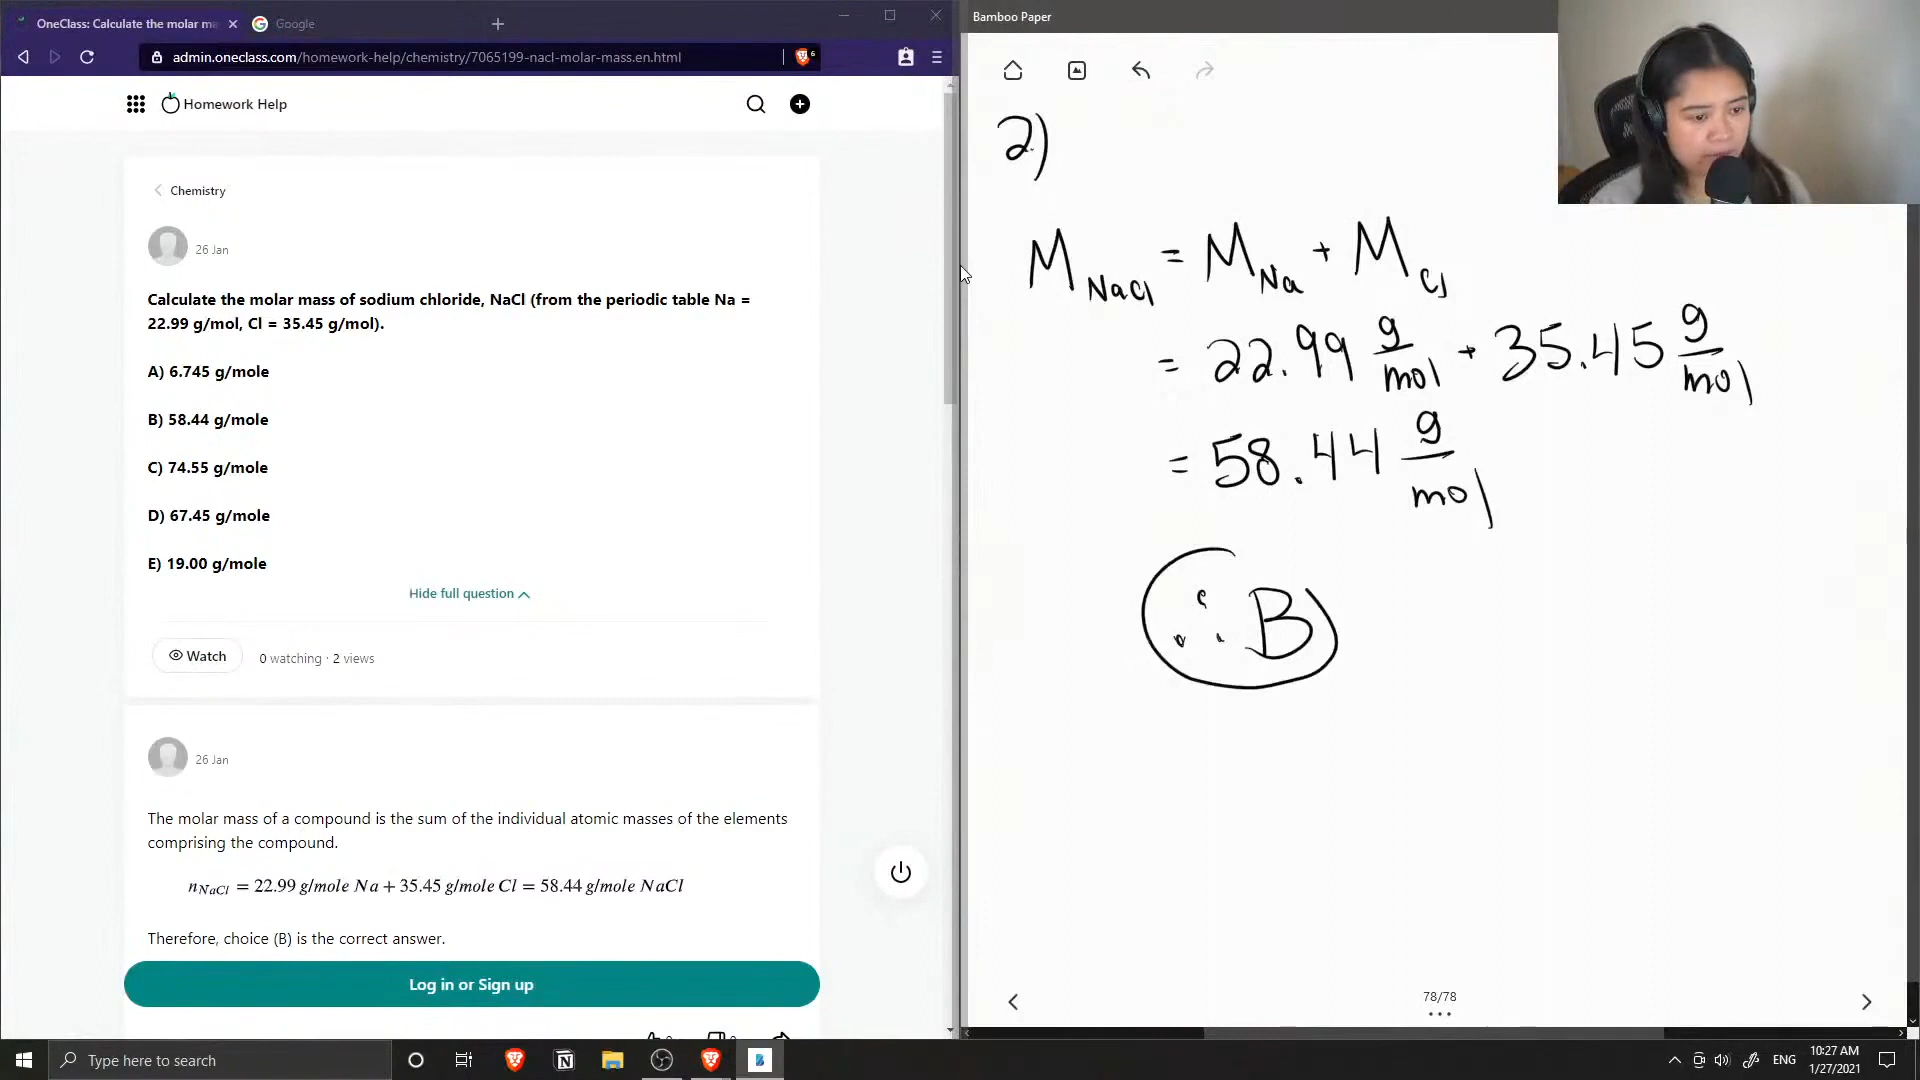 OneClass: Calculate the molar ma
Google
admin.oneclass.com/homework-help/chemistry/7065199-nacl-molar-mass.en.html
6
Homework Help
Chemistry
26 Jan
Calculate the molar mass of sodium chloride, NaCl (from the periodic table Na =
22.99 g/mol, Cl = 35.45 g/mol).
A) 6.745 g/mole
B) 58.44 g/mole
C) 74.55 g/mole
D) 67.45 g/mole
E) 19.00 g/mole
Hide full question
Watch
0 watching · 2 views
26 Jan
The molar mass of a compound is the sum of the individual atomic masses of the elements
comprising the compound.
n_NaCl = 22.99 g/mole Na + 35.45 g/mole Cl = 58.44 g/mole NaCl
Therefore, choice (B) is the correct answer.
Log in or Sign up
Bamboo Paper
2)
M_NaCl = M_Na + M_Cl
= 22.99 g/mol + 35.45 g/mol
= 58.44 g/mol
∴ B
78/78
Type here to search
ENG
10:27 AM
1/27/2021